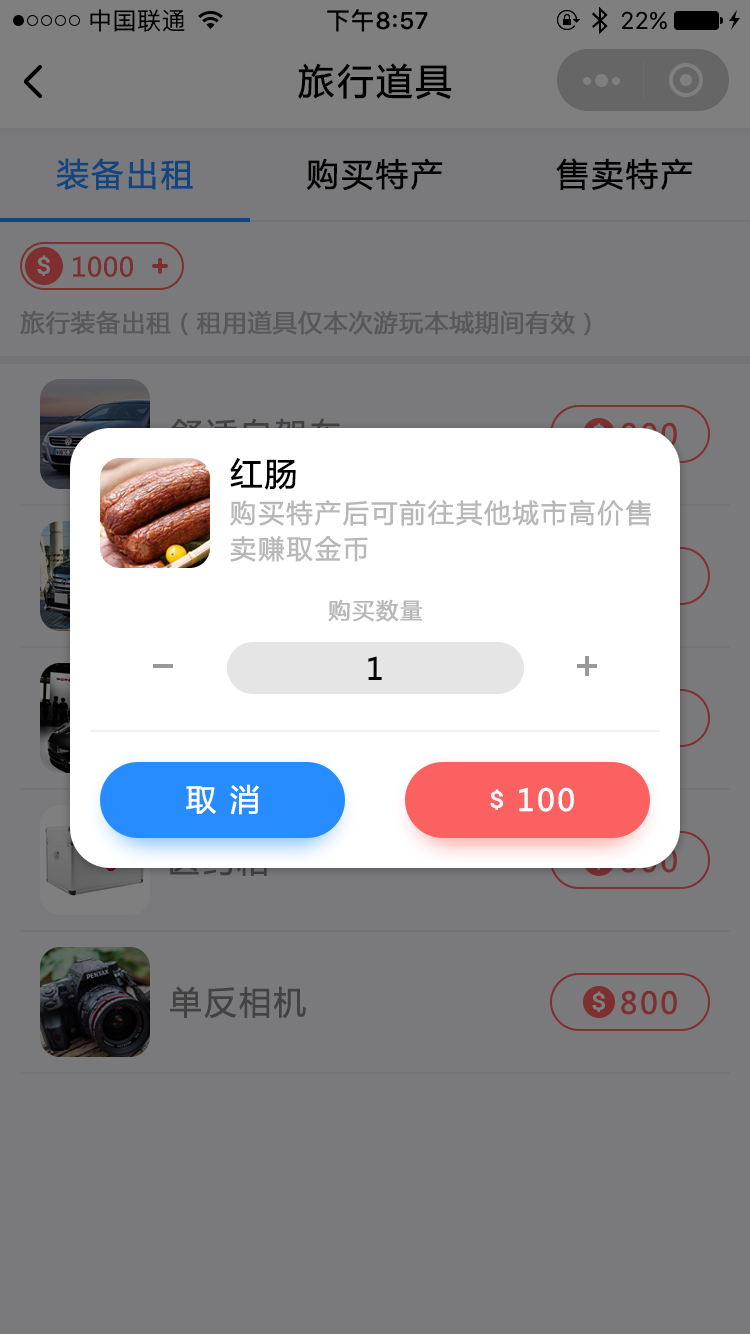 中国联通 下午8:57 22%
旅行道具
装备出租 购买特产 售卖特产
$ 1000 +
旅行装备出租（租用道具仅本次游玩本城期间有效）
红肠
购买特产后可前往其他城市高价售
卖赚取金币
购买数量
− 1 +
取消 $ 100
单反相机 $800